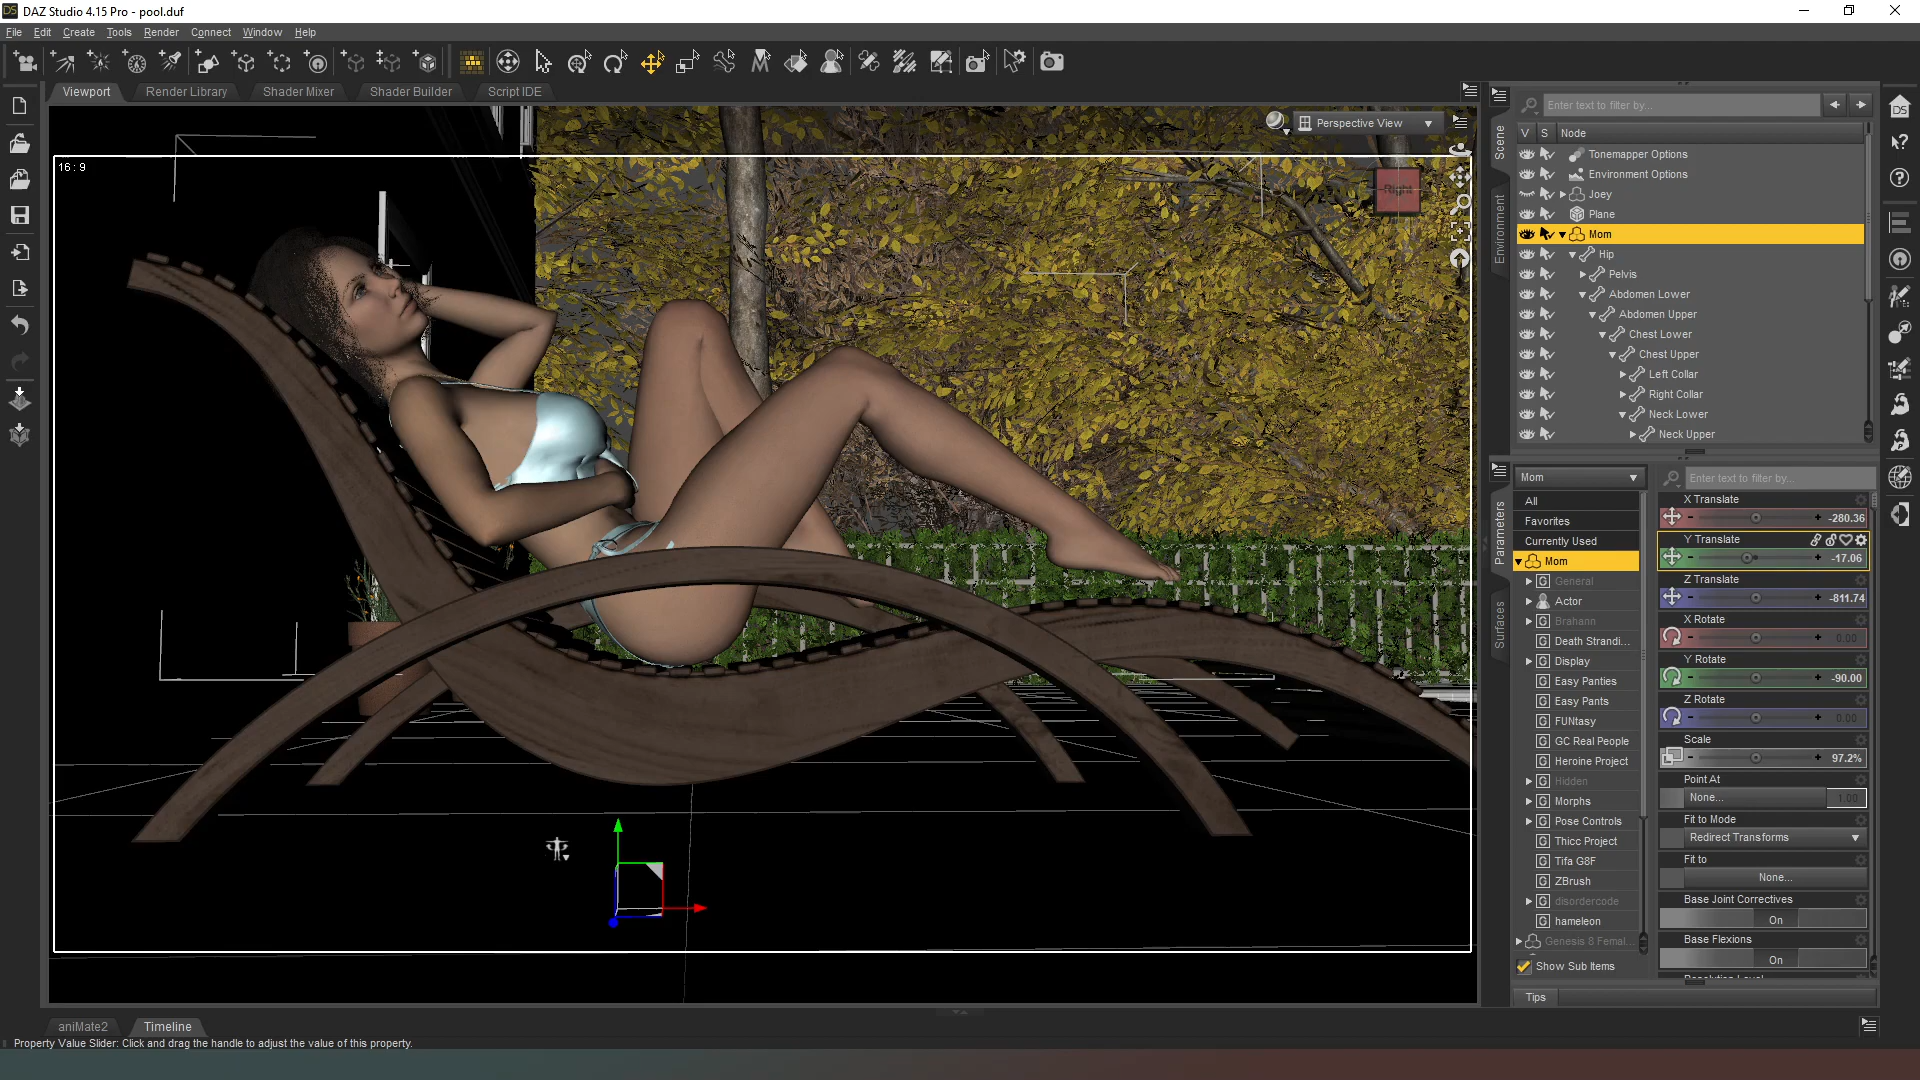 DAZ Studio 4.15 Pro - pool.duf
File Edit Create Tools Render Connect Window Help
Viewport Render Library Shader Mixer Shader Builder Script IDE
Perspective View
16 : 9
Right
Scene
Environment
Enter text to filter by...
V S Node
Tonemapper Options
Environment Options
Joey
Plane
Mom
Hip
Pelvis
Abdomen Lower
Abdomen Upper
Chest Lower
Chest Upper
Left Collar
Right Collar
Neck Lower
Neck Upper
Parameters
Surfaces
Mom
All
Favorites
Currently Used
Mom
General
Actor
Brahann
Death Strandi...
Display
Easy Panties
Easy Pants
FUNtasy
GC Real People
Heroine Project
Hidden
Morphs
Pose Controls
Thicc Project
Tifa G8F
ZBrush
disordercode
hameleon
Genesis 8 Femal...
Show Sub Items
Enter text to filter by...
X Translate
-280.36
Y Translate
-17.06
Z Translate
-811.74
X Rotate
0.00
Y Rotate
-90.00
Z Rotate
0.00
Scale
97.2%
Point At
None...
1.00
Fit to Mode
Redirect Transforms
Fit to
None...
Base Joint Correctives
On
Base Flexions
On
Tips
aniMate2 Timeline
Property Value Slider: Click and drag the handle to adjust the value of this property.